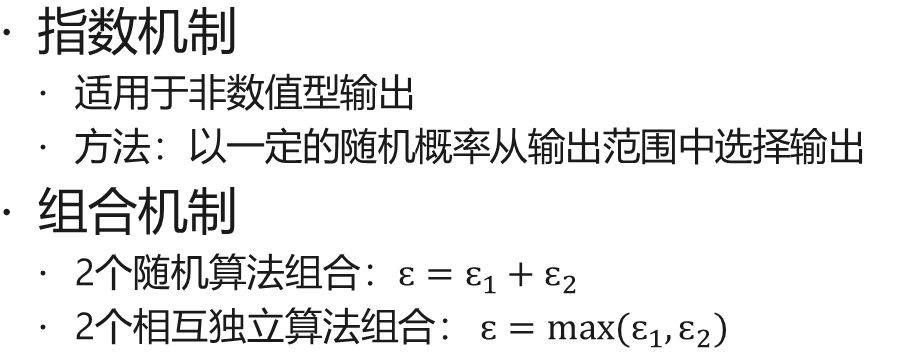 · 指数机制
· 适用于非数值型输出
· 方法：以一定的随机概率从输出范围中选择输出
· 组合机制
· 2个随机算法组合：ε = ε₁ + ε₂
· 2个相互独立算法组合： ε = max(ε₁, ε₂)